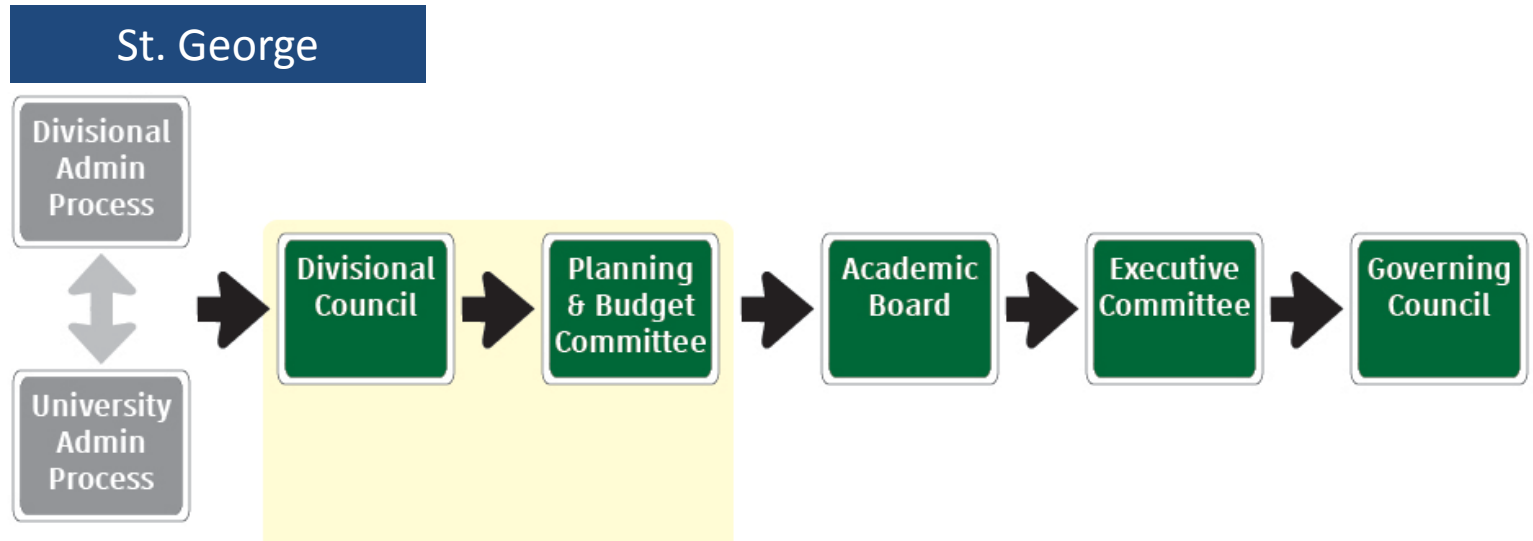 St. George
Divisional
Admin
Process
University
Admin
Process
Divisional
Council
Planning
& Budget
Committee
Academic
Board
Executive
Committee
Governing
Council